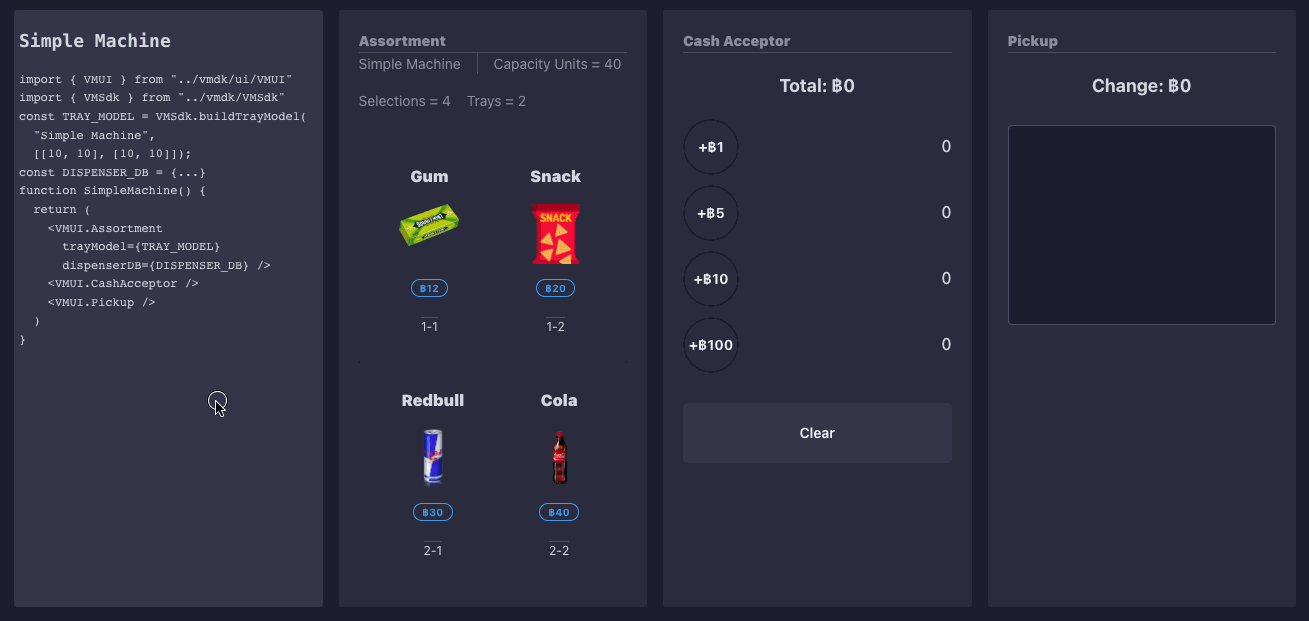 Simple Machine
import { VMUI } from "../vmdk/ui/VMUI"
import { VMSdk } from "../vmdk/VMSdk"
const TRAY_MODEL = VMSdk.buildTrayModel(
"Simple Machine",
[[10, 10], [10, 10]]);
const DISPENSER_DB = {...}
function SimpleMachine() {
return (
<VMUI.Assortment
trayModel={TRAY_MODEL}
dispenserDB={DISPENSER_DB} />
<VMUI.CashAcceptor />
<VMUI.Pickup />
)
}
Assortment
Simple Machine Capacity Units = 40
Selections = 4 Trays = 2
Gum Snack
SNACK
฿12 ฿20
1-1 1-2
Redbull Cola
฿30 ฿40
2-1 2-2
Cash Acceptor
Total: ฿0
+฿1 0
+฿5 0
+฿10 0
+฿100 0
Clear
Pickup
Change: ฿0